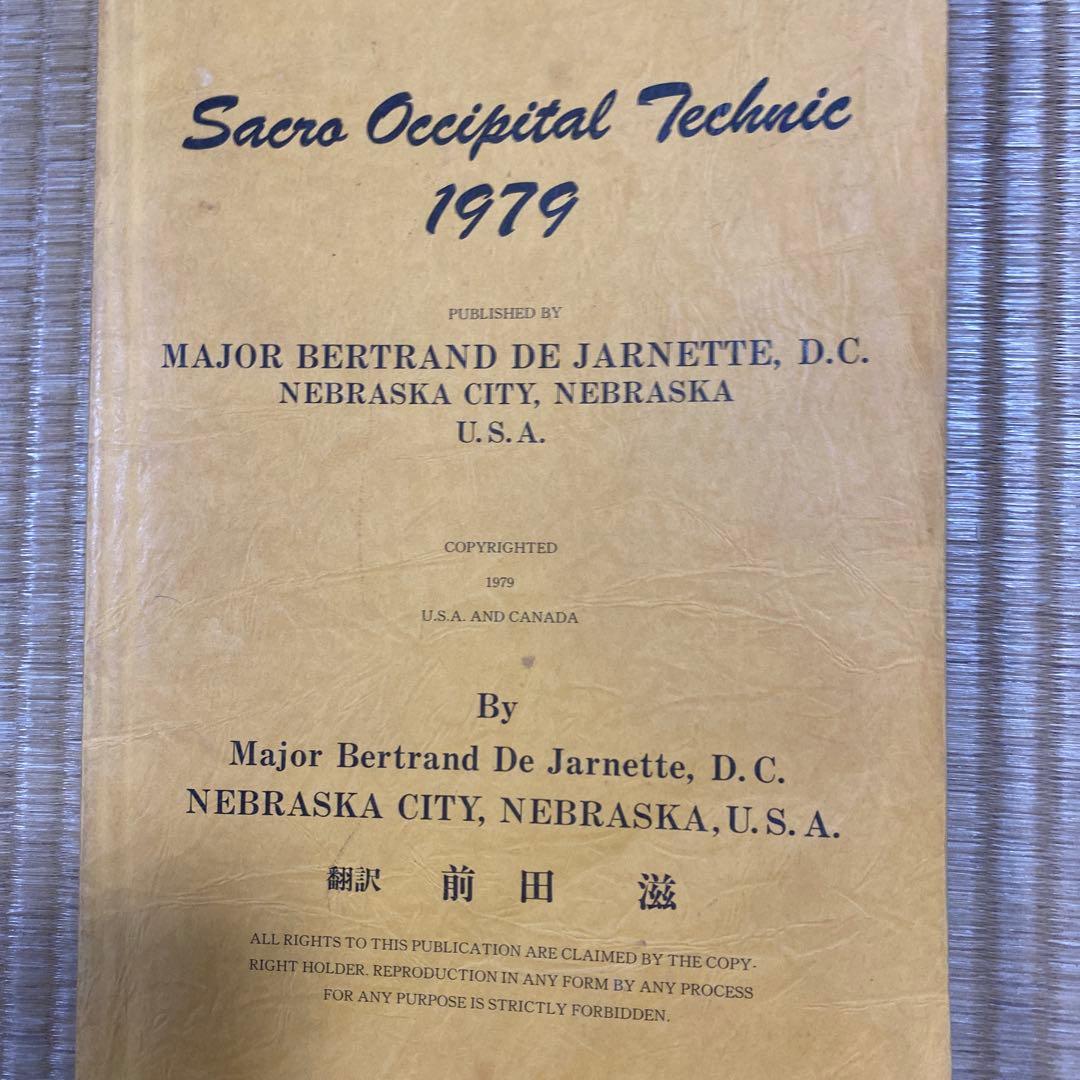 Sacro Occipital Technic
1979
PUBLISHED BY
MAJOR BERTRAND DE JARNETTE, D.C.
NEBRASKA CITY, NEBRASKA
U.S.A.
COPYRIGHTED
1979
U.S.A. AND CANADA
By
Major Bertrand De Jarnette, D.C.
NEBRASKA CITY, NEBRASKA, U.S.A.
翻訳 前田 滋
ALL RIGHTS TO THIS PUBLICATION ARE CLAIMED BY THE COPY-
RIGHT HOLDER. REPRODUCTION IN ANY FORM BY ANY PROCESS
FOR ANY PURPOSE IS STRICTLY FORBIDDEN.